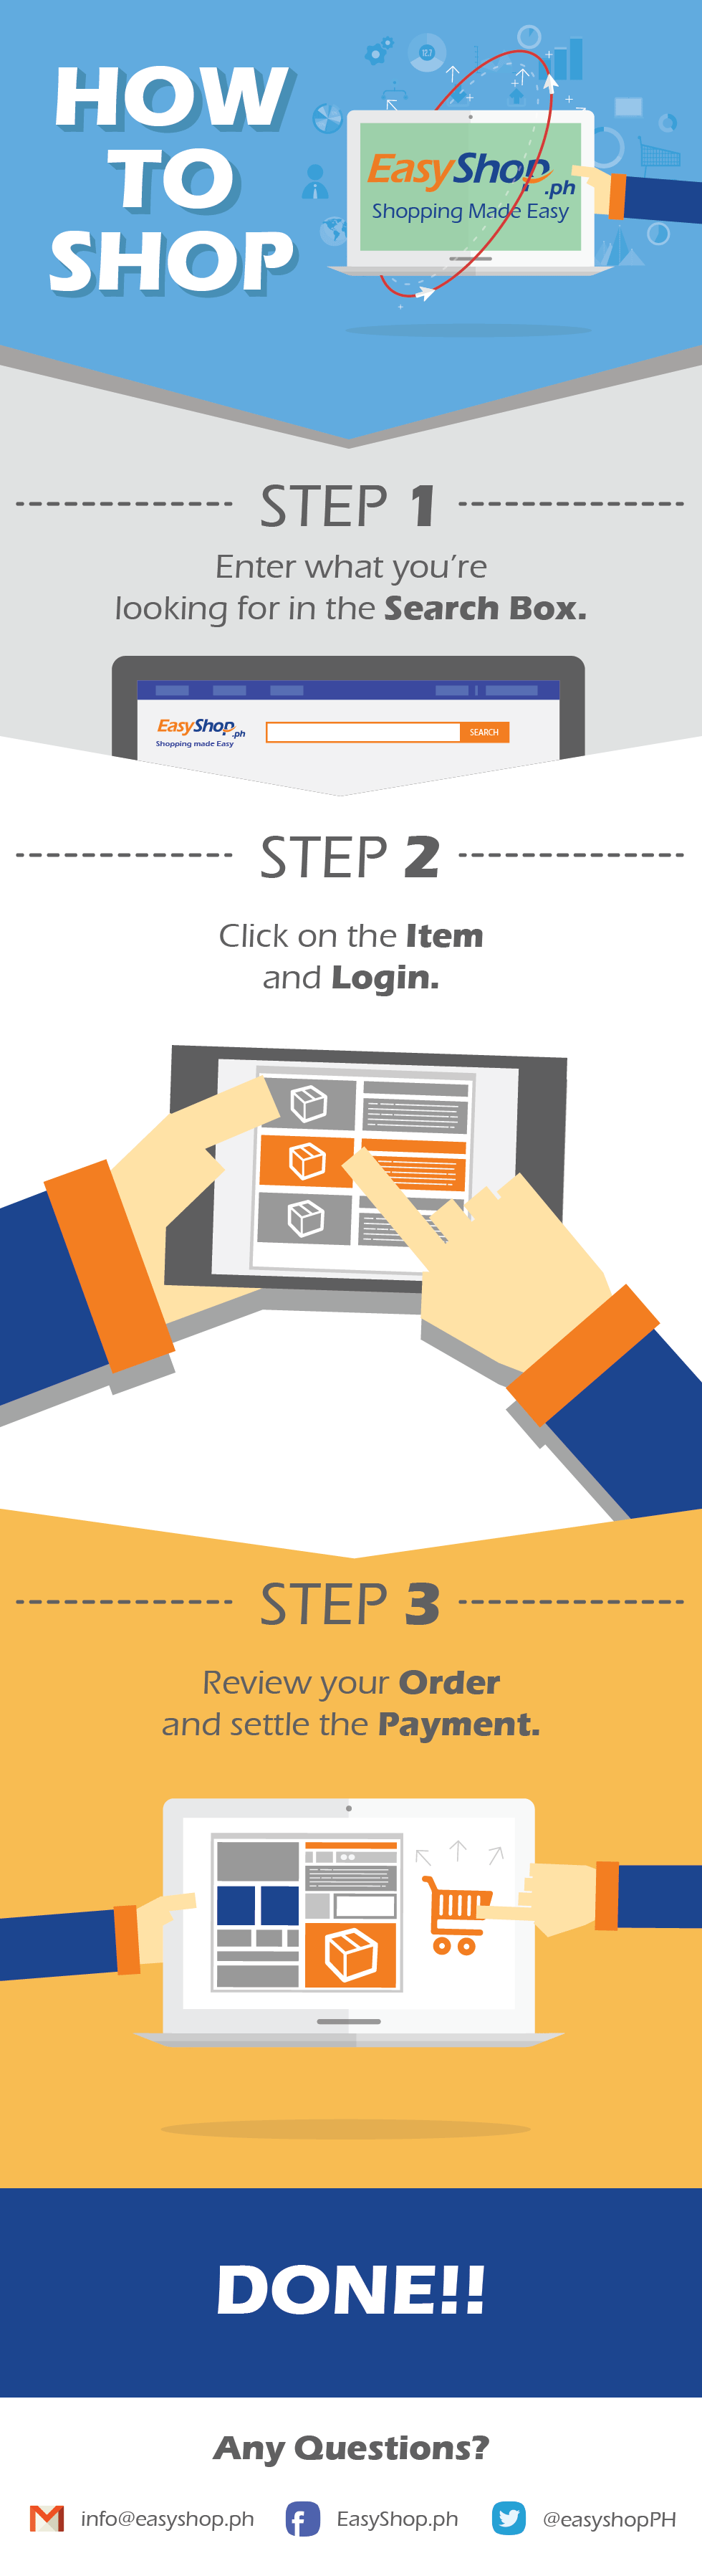 HOW
TO
SHOP
12.7
EasyShop.ph
Shopping Made Easy
STEP 1
Enter what you're
looking for in the Search Box.
EasyShop.ph
Shopping made Easy
SEARCH
STEP 2
Click on the Item
and Login.
STEP 3
Review your Order
and settle the Payment.
DONE!!
Any Questions?
info@easyshop.ph
EasyShop.ph
@easyshopPH